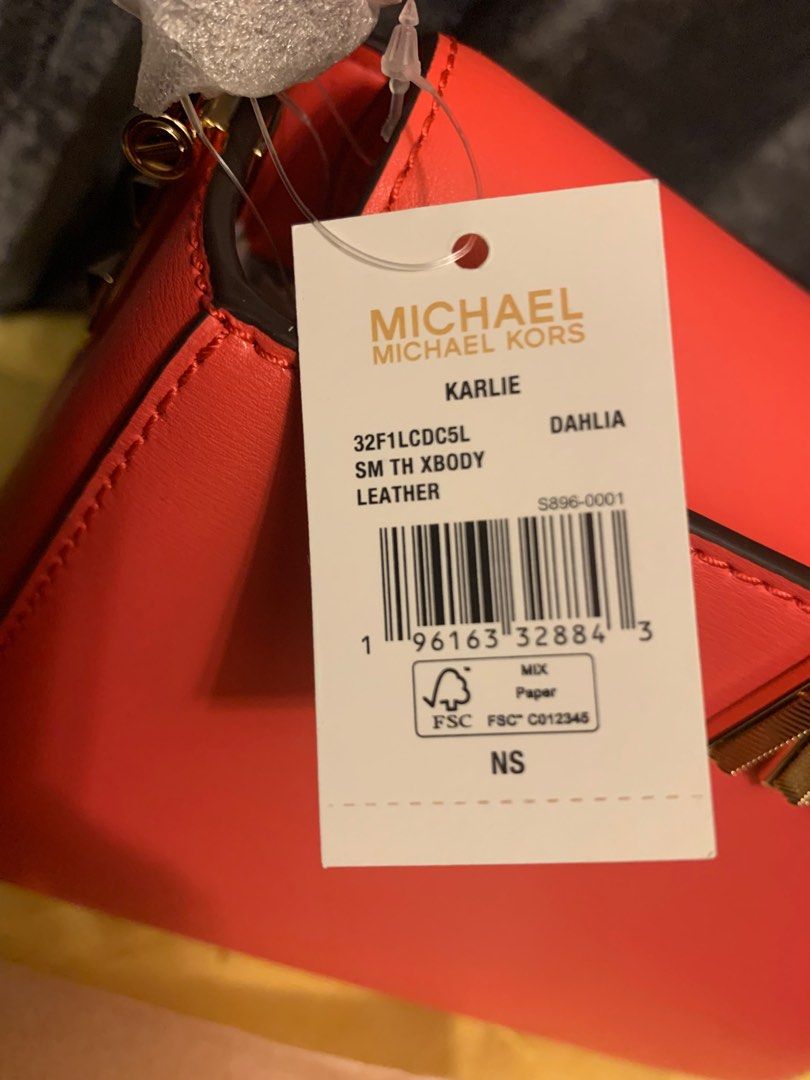 MICHAEL
MICHAEL KORS
KARLIE
32F1LCDC5L DAHLIA
SM TH XBODY
LEATHER
S896-0001
1 96163 32884 3
MIX
Paper
FSC™ FSC™ C012345
NS